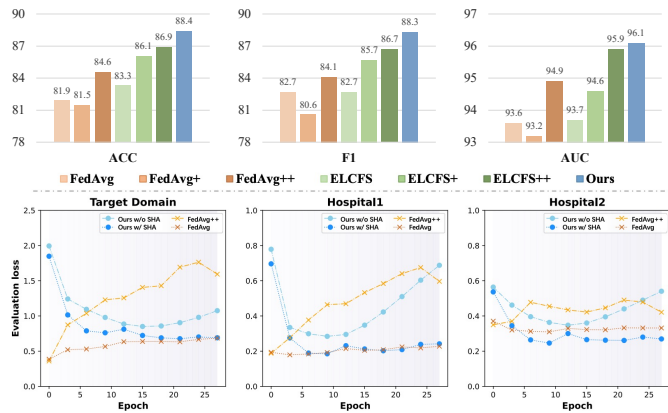 90
87
84
81
78
81.9
81.5
84.6
83.3
86.1
86.9
88.4
ACC
90
87
84
81
78
82.7
80.6
84.1
82.7
85.7
86.7
88.3
F1
97
96
95
94
93
93.6
93.2
94.9
93.7
94.6
95.9
96.1
AUC
FedAvg FedAvg+ FedAvg++ ELCFS ELCFS+ ELCFS++ Ours
Target Domain
Ours w/o SHA FedAvg++
Ours w/ SHA FedAvg
Evaluation loss
2.5
2.0
1.5
1.0
0.5
0.0
0 5 10 15 20 25
Epoch
Hospital1
Ours w/o SHA FedAvg++
Ours w/ SHA FedAvg
1.0
0.8
0.6
0.4
0.2
0.0
0 5 10 15 20 25
Epoch
Hospital2
Ours w/o SHA FedAvg++
Ours w/ SHA FedAvg
1.0
0.8
0.6
0.4
0.2
0.0
0 5 10 15 20 25
Epoch